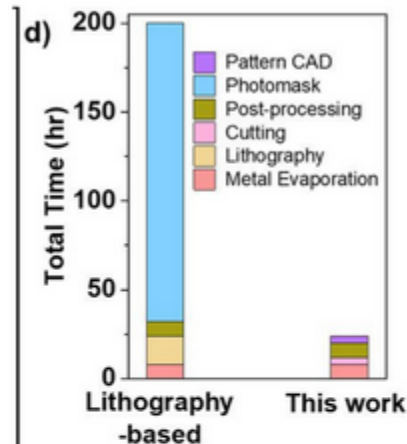 d)
200
150
100
50
0
Total Time (hr)
Pattern CAD
Photomask
Post-processing
Cutting
Lithography
Metal Evaporation
Lithography
-based
This work